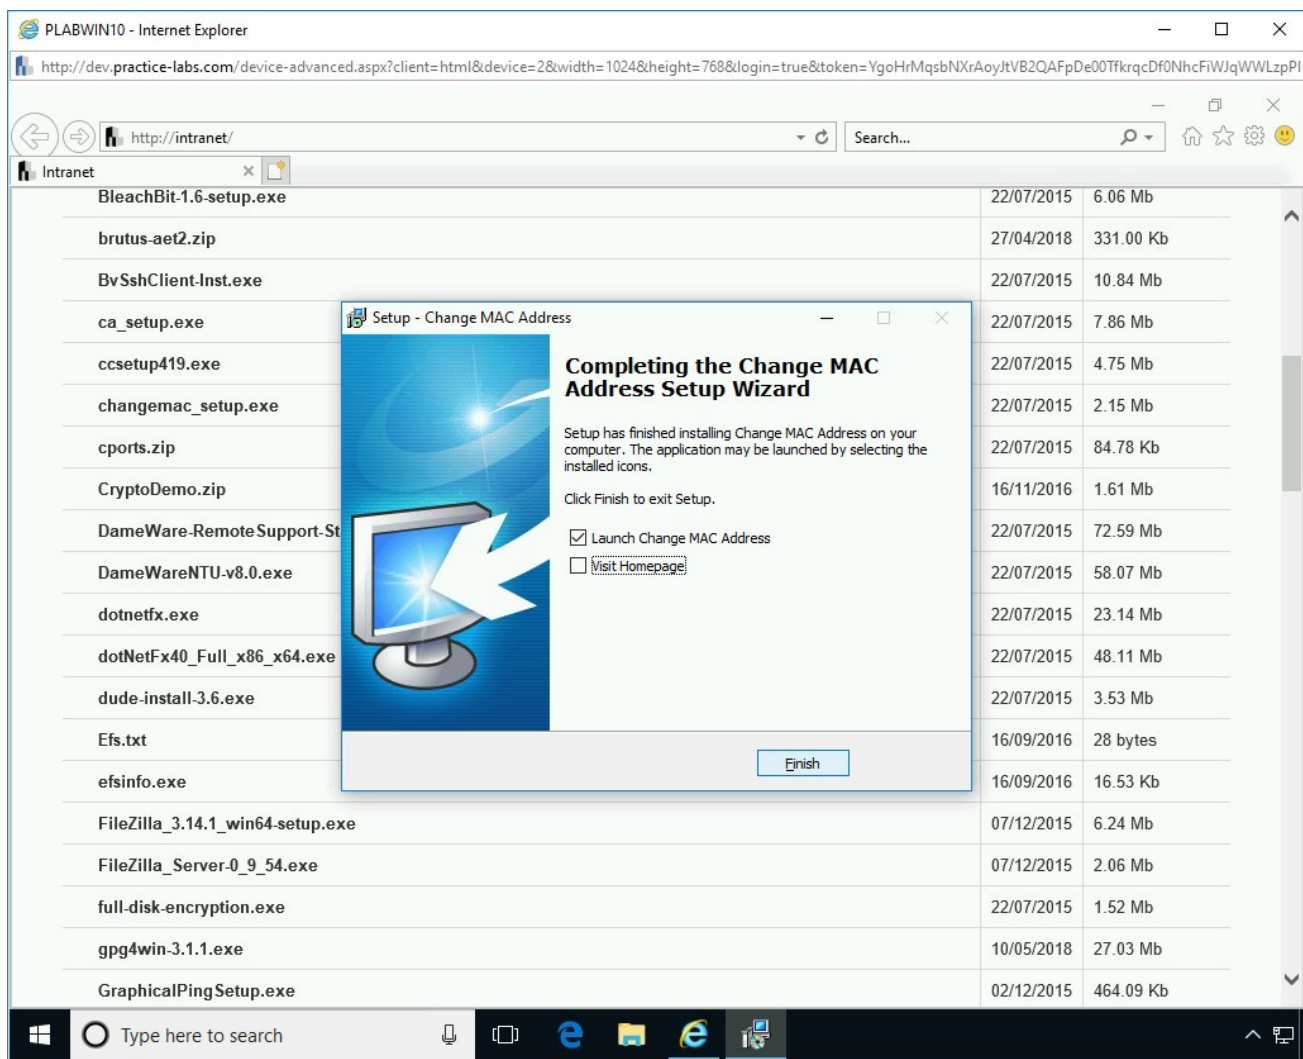 PLABWIN10 - Internet Explorer
http://dev.practice-labs.com/device-advanced.aspx?client=html&device=2&width=1024&height=768&login=true&token=YgoHrMqsbNXrAoyJtVB2QAFpDe00TfkrqcDf0NhcFiWJqWWLzpPl
http://intranet/
Search...
Intranet
BleachBit-1.6-setup.exe 22/07/2015 6.06 Mb
brutus-aet2.zip 27/04/2018 331.00 Kb
BvSshClient-Inst.exe 22/07/2015 10.84 Mb
ca_setup.exe 22/07/2015 7.86 Mb
ccsetup419.exe 22/07/2015 4.75 Mb
changemac_setup.exe 22/07/2015 2.15 Mb
cports.zip 22/07/2015 84.78 Kb
CryptoDemo.zip 16/11/2016 1.61 Mb
DameWare-RemoteSupport-St 22/07/2015 72.59 Mb
DameWareNTU-v8.0.exe 22/07/2015 58.07 Mb
dotnetfx.exe 22/07/2015 23.14 Mb
dotNetFx40_Full_x86_x64.exe 22/07/2015 48.11 Mb
dude-install-3.6.exe 22/07/2015 3.53 Mb
Efs.txt 16/09/2016 28 bytes
efsinfo.exe 16/09/2016 16.53 Kb
FileZilla_3.14.1_win64-setup.exe 07/12/2015 6.24 Mb
FileZilla_Server-0_9_54.exe 07/12/2015 2.06 Mb
full-disk-encryption.exe 22/07/2015 1.52 Mb
gpg4win-3.1.1.exe 10/05/2018 27.03 Mb
GraphicalPingSetup.exe 02/12/2015 464.09 Kb
Setup - Change MAC Address
Completing the Change MAC
Address Setup Wizard
Setup has finished installing Change MAC Address on your
computer. The application may be launched by selecting the
installed icons.
Click Finish to exit Setup.
Launch Change MAC Address
Visit Homepage
Finish
Type here to search